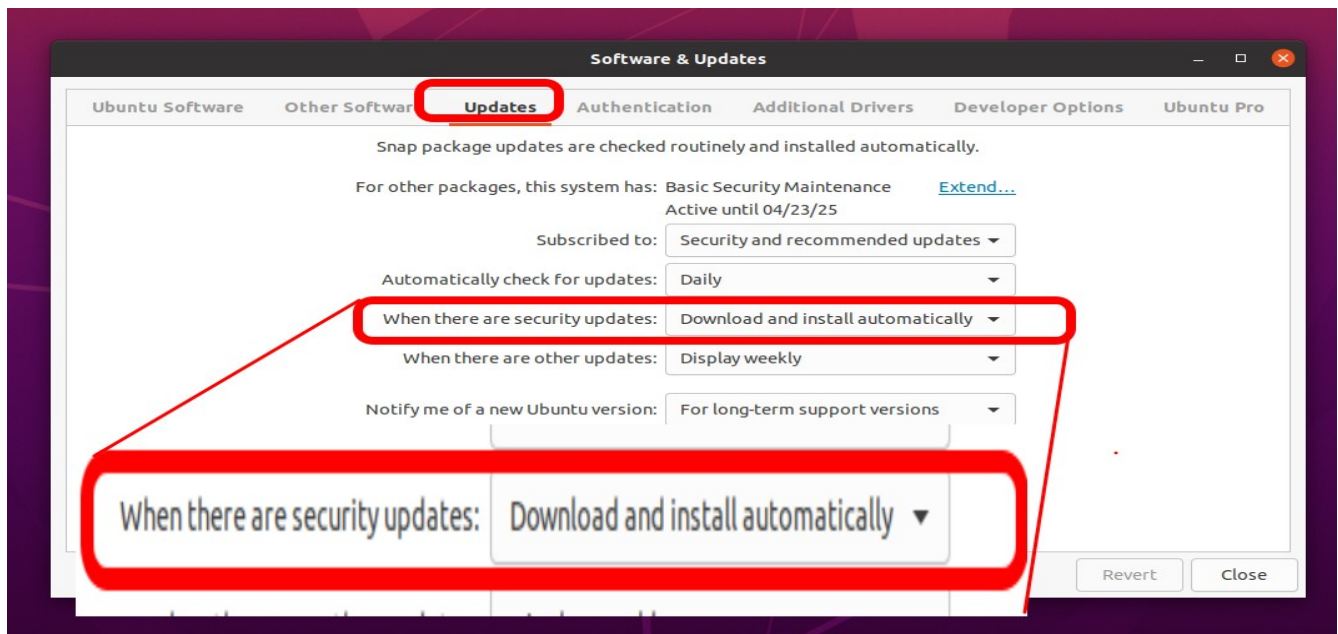 Software & Updates
Ubuntu Software Other Softwar Updates Authentication Additional Drivers Developer Options Ubuntu Pro
Snap package updates are checked routinely and installed automatically.
For other packages, this system has: Basic Security Maintenance Extend...
Active until 04/23/25
Subscribed to: Security and recommended updates
Automatically check for updates: Daily
When there are security updates: Download and install automatically
When there are other updates: Display weekly
Notify me of a new Ubuntu version: For long-term support versions
When there are security updates: Download and install automatically
Revert Close